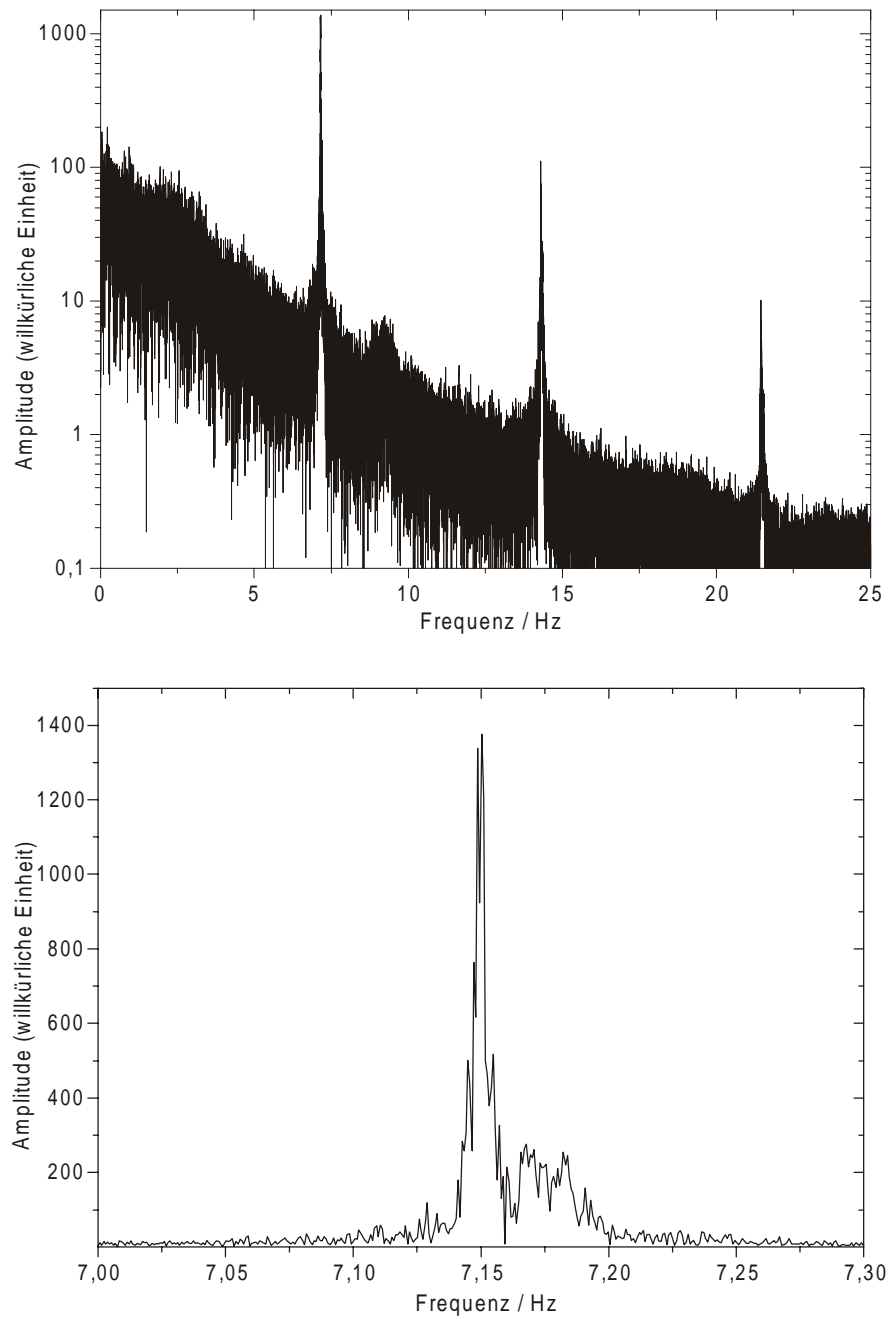 1000
100
10
1
0,1
Amplitude (willkürliche Einheit)
0 5 10 15 20 25
Frequenz / Hz
1400
1200
1000
800
600
400
200
Amplitude (willkürliche Einheit)
7,00 7,05 7,10 7,15 7,20 7,25 7,30
Frequenz / Hz